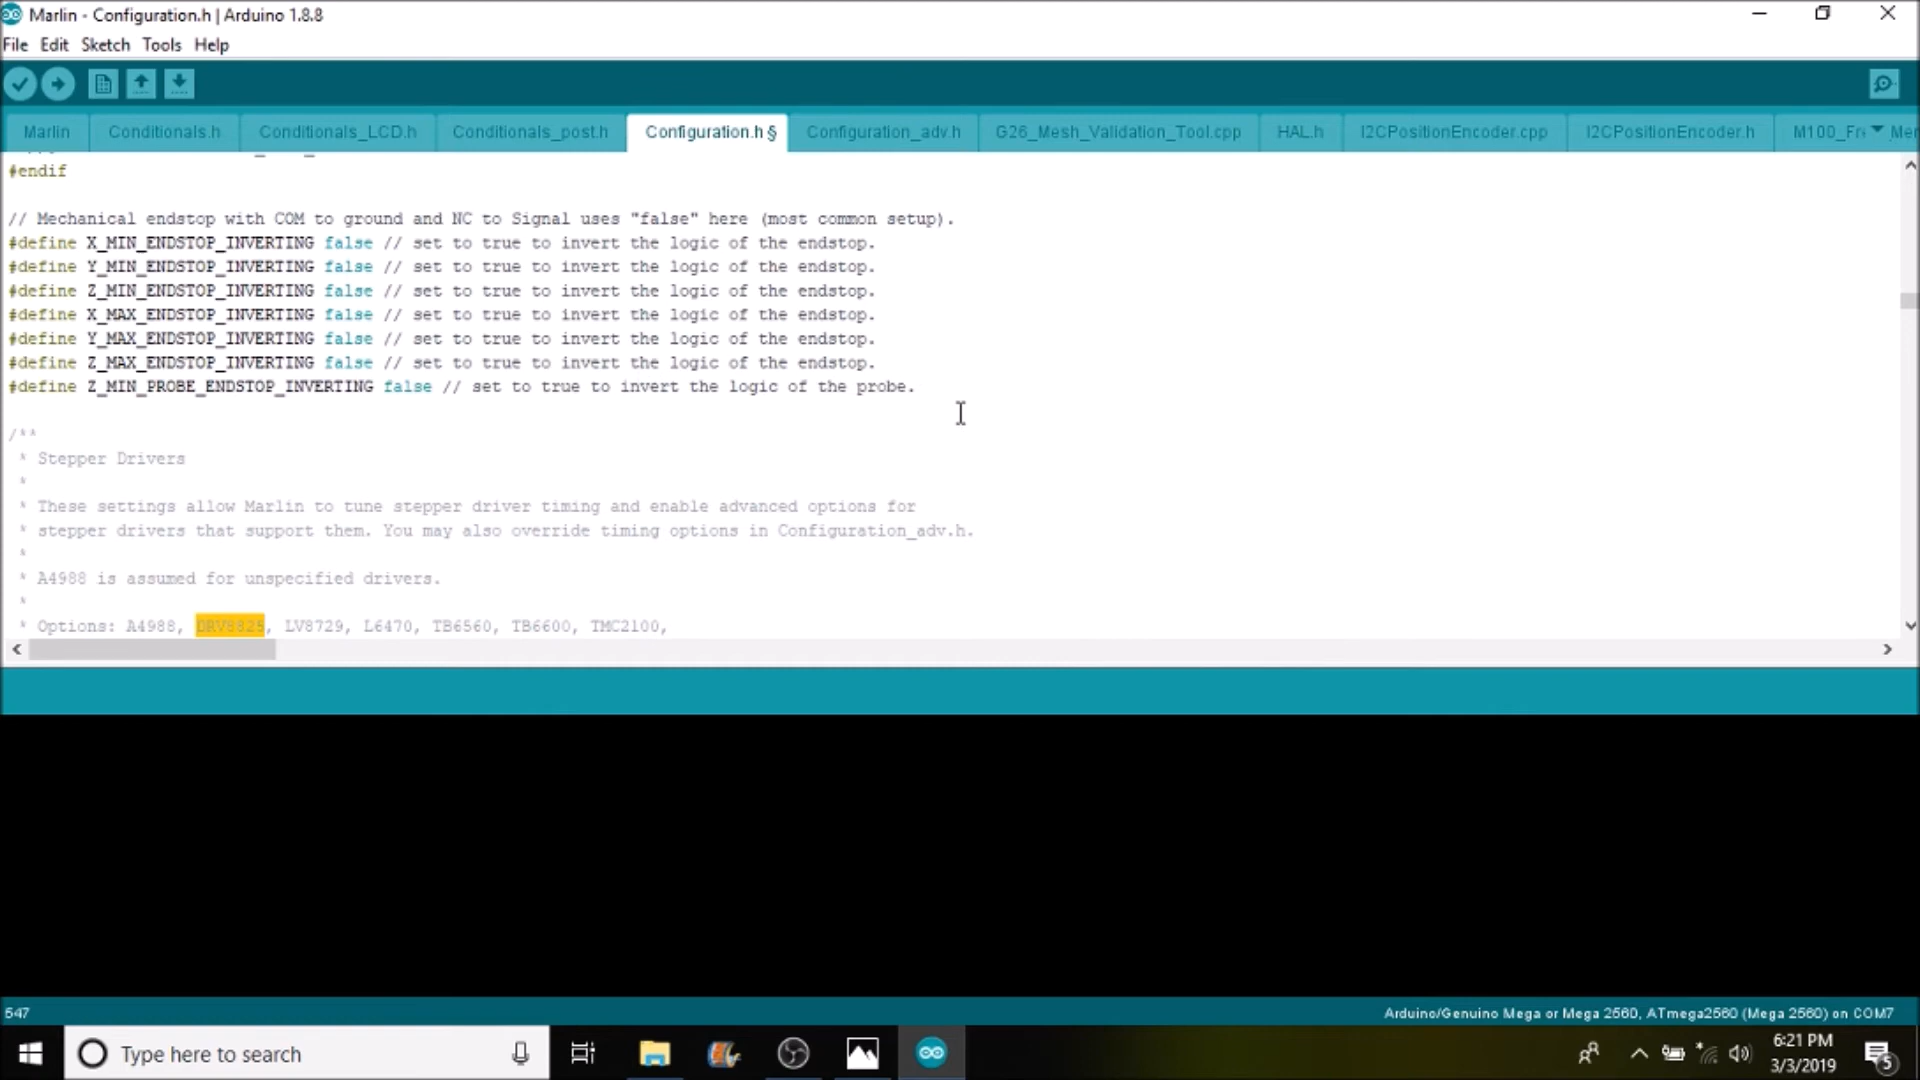 Marlin - Configuration.h | Arduino 1.8.8
File Edit Sketch Tools Help
Marlin Conditionals.h Conditionals_LCD.h Conditionals_post.h Configuration.h § Configuration_adv.h G26_Mesh_Validation_Tool.cpp HAL.h I2CPositionEncoder.cpp I2CPositionEncoder.h M100_Fr Mer
#endif
// Mechanical endstop with COM to ground and NC to Signal uses "false" here (most common setup).
#define X_MIN_ENDSTOP_INVERTING false // set to true to invert the logic of the endstop.
#define Y_MIN_ENDSTOP_INVERTING false // set to true to invert the logic of the endstop.
#define Z_MIN_ENDSTOP_INVERTING false // set to true to invert the logic of the endstop.
#define X_MAX_ENDSTOP_INVERTING false // set to true to invert the logic of the endstop.
#define Y_MAX_ENDSTOP_INVERTING false // set to true to invert the logic of the endstop.
#define Z_MAX_ENDSTOP_INVERTING false // set to true to invert the logic of the endstop.
#define Z_MIN_PROBE_ENDSTOP_INVERTING false // set to true to invert the logic of the probe.
/**
* Stepper Drivers
*
* These settings allow Marlin to tune stepper driver timing and enable advanced options for
* stepper drivers that support them. You may also override timing options in Configuration_adv.h.
*
* A4988 is assumed for unspecified drivers.
*
* Options: A4988, DRV8825, LV8729, L6470, TB6560, TB6600, TMC2100,
547
Arduino/Genuino Mega or Mega 2560, ATmega2560 (Mega 2560) on COM7
Type here to search
6:21 PM
3/3/2019
5